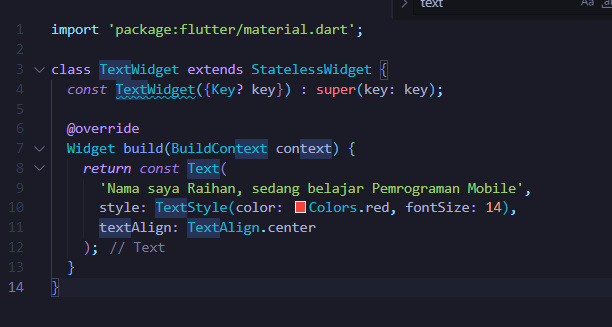 text
Aa
1 import 'package:flutter/material.dart';
2
3 class TextWidget extends StatelessWidget {
4 const TextWidget({Key? key}) : super(key: key);
5
6 @override
7 Widget build(BuildContext context) {
8 return const Text(
9 'Nama saya Raihan, sedang belajar Pemrograman Mobile',
10 style: TextStyle(color: Colors.red, fontSize: 14),
11 textAlign: TextAlign.center
12 ); // Text
13 }
14 }